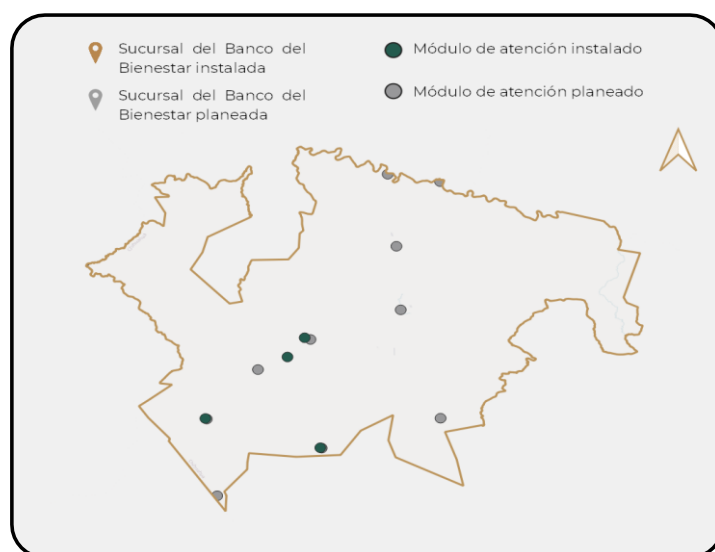 Sucursal del Banco del
Bienestar instalada
Sucursal del Banco del
Bienestar planeada
Módulo de atención instalado
Módulo de atención planeado